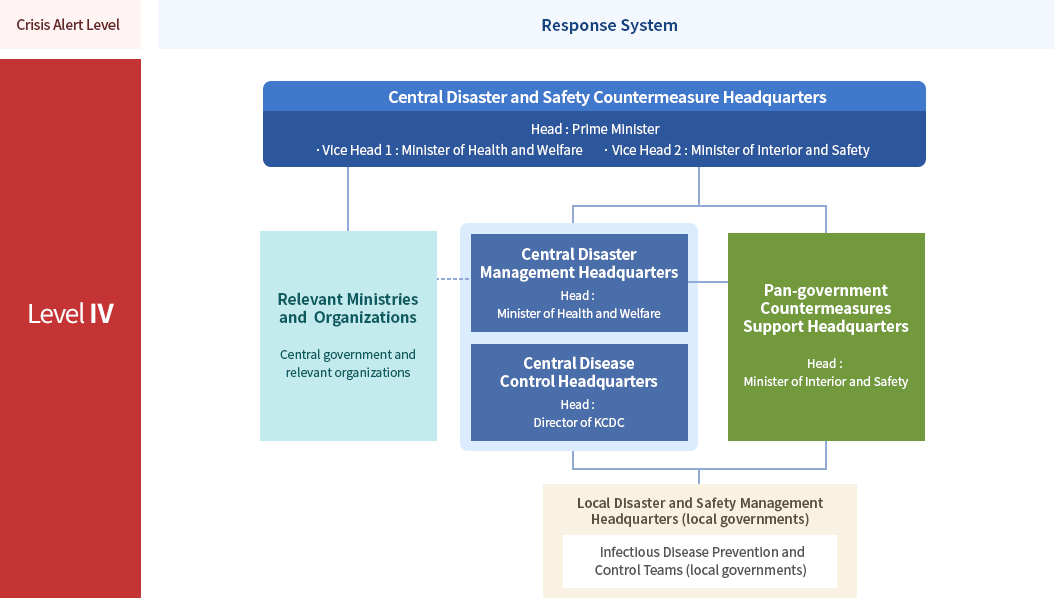 Crisis Alert Level
Response System
Level IV
Central Disaster and Safety Countermeasure Headquarters
Head : Prime Minister
· Vice Head 1 : Minister of Health and Welfare · Vice Head 2 : Minister of Interior and Safety
Relevant Ministries
and Organizations
Central government and
relevant organizations
Central Disaster
Management Headquarters
Head :
Minister of Health and Welfare
Central Disease
Control Headquarters
Head :
Director of KCDC
Pan-government
Countermeasures
Support Headquarters
Head :
Minister of Interior and Safety
Local Disaster and Safety Management
Headquarters (local governments)
Infectious Disease Prevention and
Control Teams (local governments)